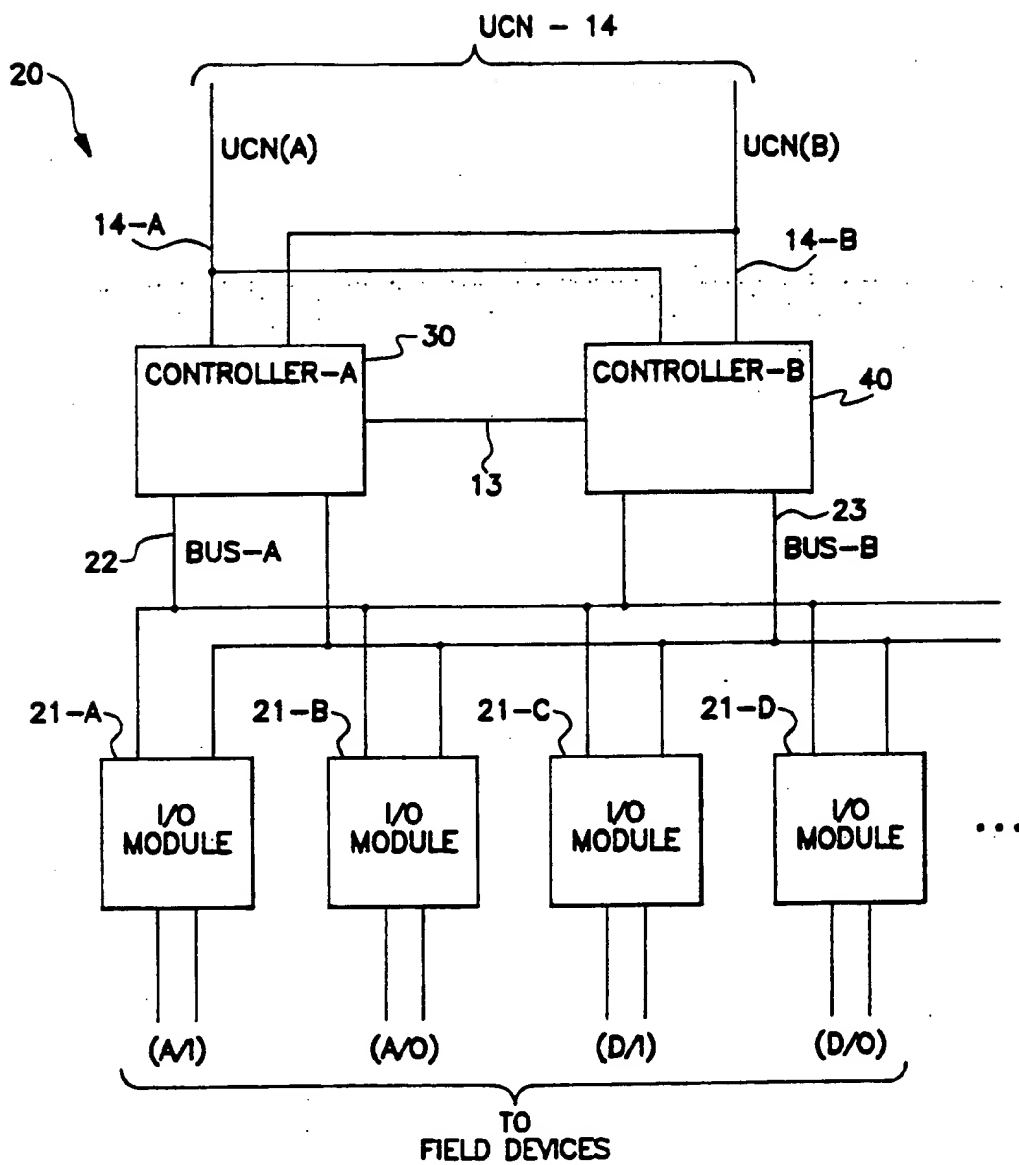 UCN - 14
20
UCN(A)
UCN(B)
14-A
14-B
30
CONTROLLER-A
CONTROLLER-B
40
13
22
BUS-A
23
BUS-B
21-A
21-B
21-C
21-D
I/O
MODULE
I/O
MODULE
I/O
MODULE
I/O
MODULE
...
(A/I)
(A/O)
(D/I)
(D/O)
TO
FIELD DEVICES